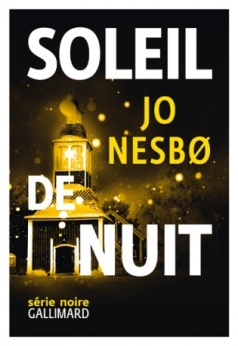 SOLEIL
JO
NESBØ
DE
NUIT
série noire
GALLIMARD